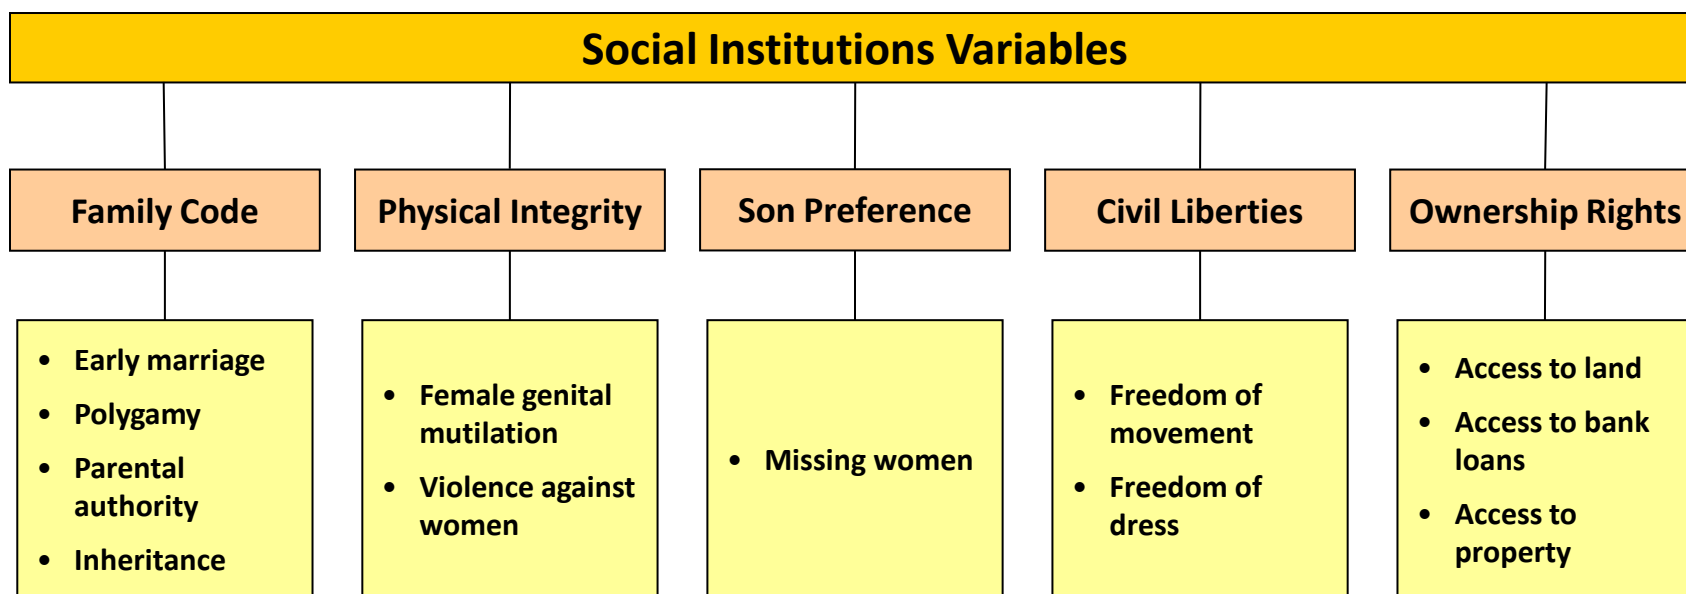 Social Institutions Variables
Family Code
Physical Integrity
Son Preference
Civil Liberties
Ownership Rights
• Early marriage
• Polygamy
• Parental
authority
• Inheritance
• Female genital
mutilation
• Violence against
women
• Missing women
• Freedom of
movement
• Freedom of
dress
• Access to land
• Access to bank
loans
• Access to
property